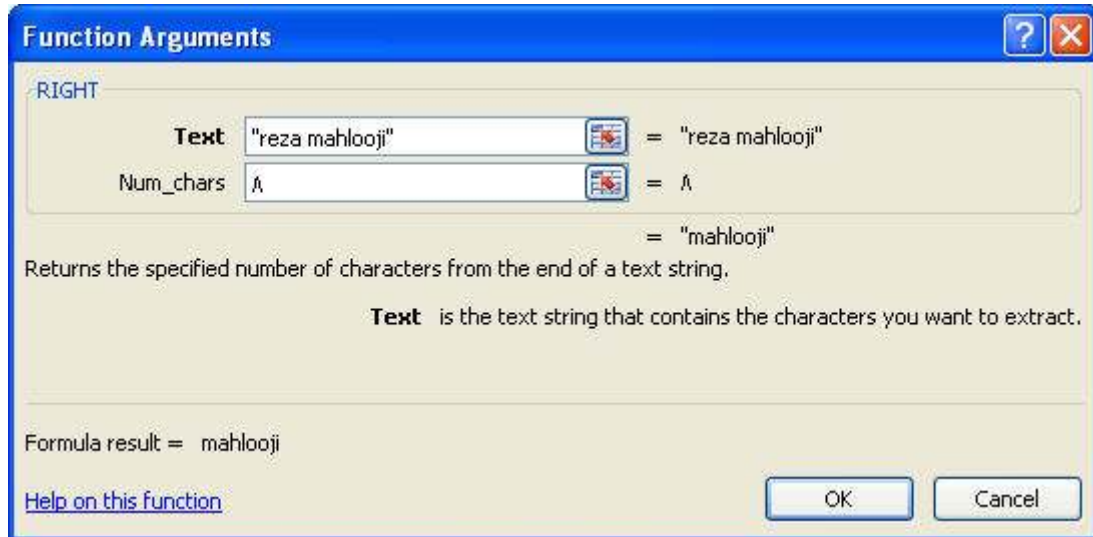 Function Arguments
RIGHT
Text "reza mahlooji" = "reza mahlooji"
Num_chars ۸ = ۸
= "mahlooji"
Returns the specified number of characters from the end of a text string.
Text is the text string that contains the characters you want to extract.
Formula result = mahlooji
Help on this function
OK Cancel